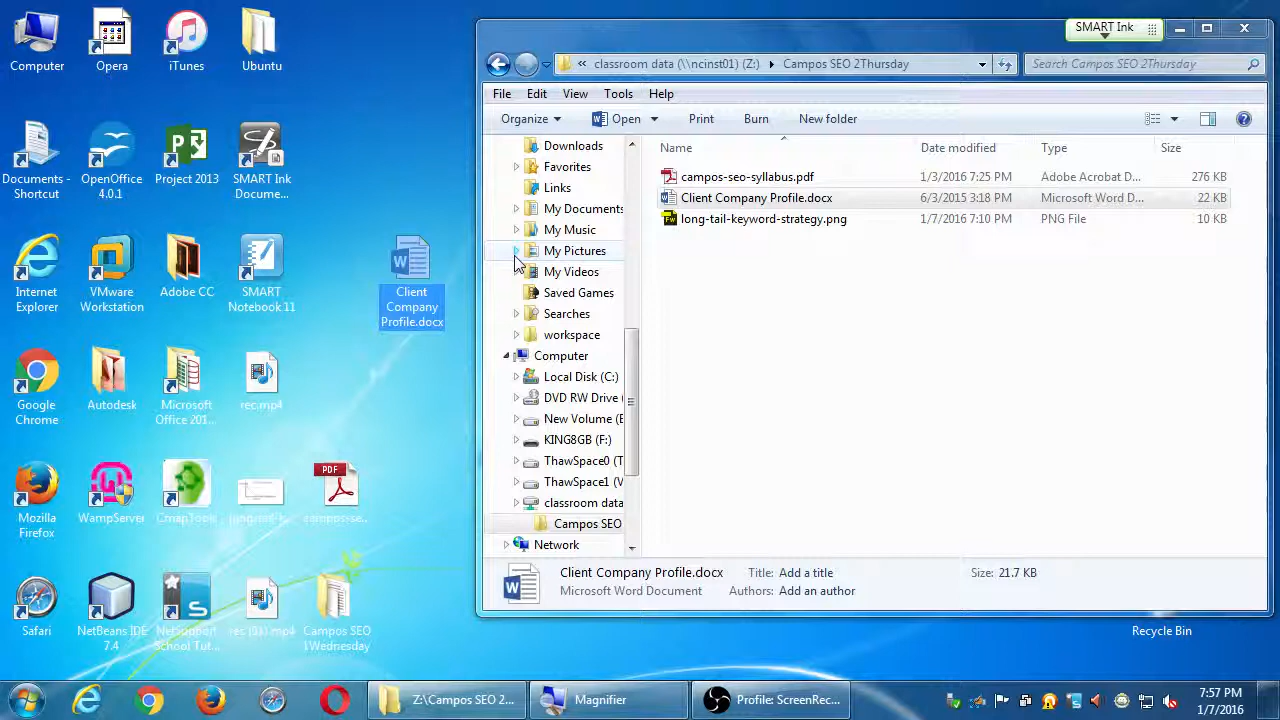 Computer
Opera
iTunes
Ubuntu
Documents -
Shortcut
OpenOffice
4.0.1
Project 2013
SMART Ink
Docume...
Internet
Explorer
VMware
Workstation
Adobe CC
SMART
Notebook 11
Client
Company
Profile.docx
Google
Chrome
Autodesk
Microsoft
Office 201...
rec.mp4
Mozilla
Firefox
WampServer
CmapTools
PDF
Safari
NetBeans IDE
7.4
NetSupport
School Tut...
rec (01).mp4
Campos SEO
1Wednesday
SMART Ink
« classroom data (\\ncinst01) (Z:) Campos SEO 2Thursday
Search Campos SEO 2Thursday
File Edit View Tools Help
Organize Open Print Burn New folder
Name Date modified Type Size
campos-seo-syllabus.pdf 1/3/2016 7:25 PM Adobe Acrobat D... 276 KB
Client Company Profile.docx 6/3/2015 3:18 PM Microsoft Word D... 22 KB
long-tail-keyword-strategy.png 1/7/2016 7:10 PM PNG File 10 KB
Downloads
Favorites
Links
My Documents
My Music
My Pictures
My Videos
Saved Games
Searches
workspace
Computer
Local Disk (C:)
DVD RW Drive (
New Volume (E
KING8GB (F:)
ThawSpace0 (T
ThawSpace1 (V
classroom data
Campos SEO
Network
Client Company Profile.docx Title: Add a title Size: 21.7 KB
Microsoft Word Document Authors: Add an author
Recycle Bin
Z:\Campos SEO 2...
Magnifier
Profile: ScreenRec...
7:57 PM
1/7/2016